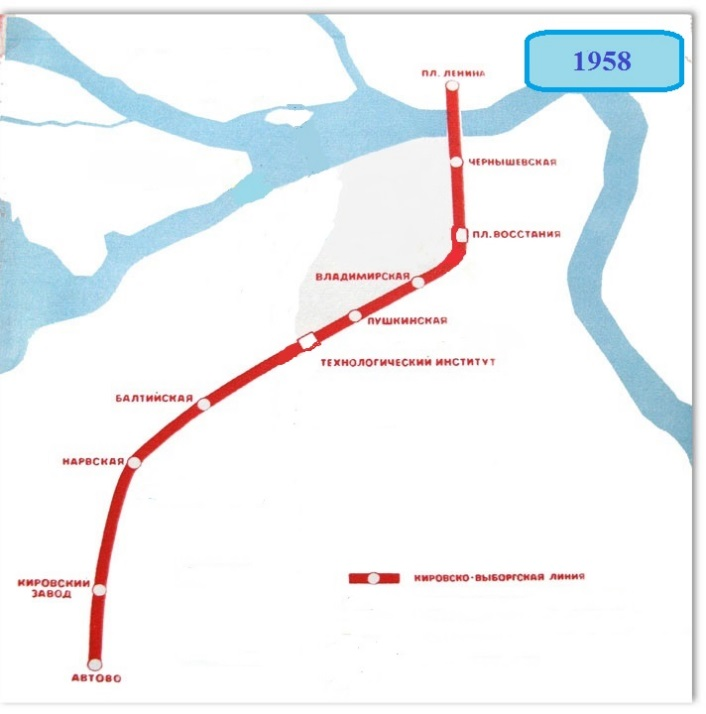 1958
ПЛ. ЛЕНИНА
ЧЕРНЫШЕВСКАЯ
ПЛ. ВОССТАНИЯ
ВЛАДИМИРСКАЯ
ПУШКИНСКАЯ
ТЕХНОЛОГИЧЕСКИЙ ИНСТИТУТ
БАЛТИЙСКАЯ
НАРВСКАЯ
КИРОВСКИЙ
ЗАВОД
КИРОВСКО-ВЫБОРГСКАЯ ЛИНИЯ
АВТОВО